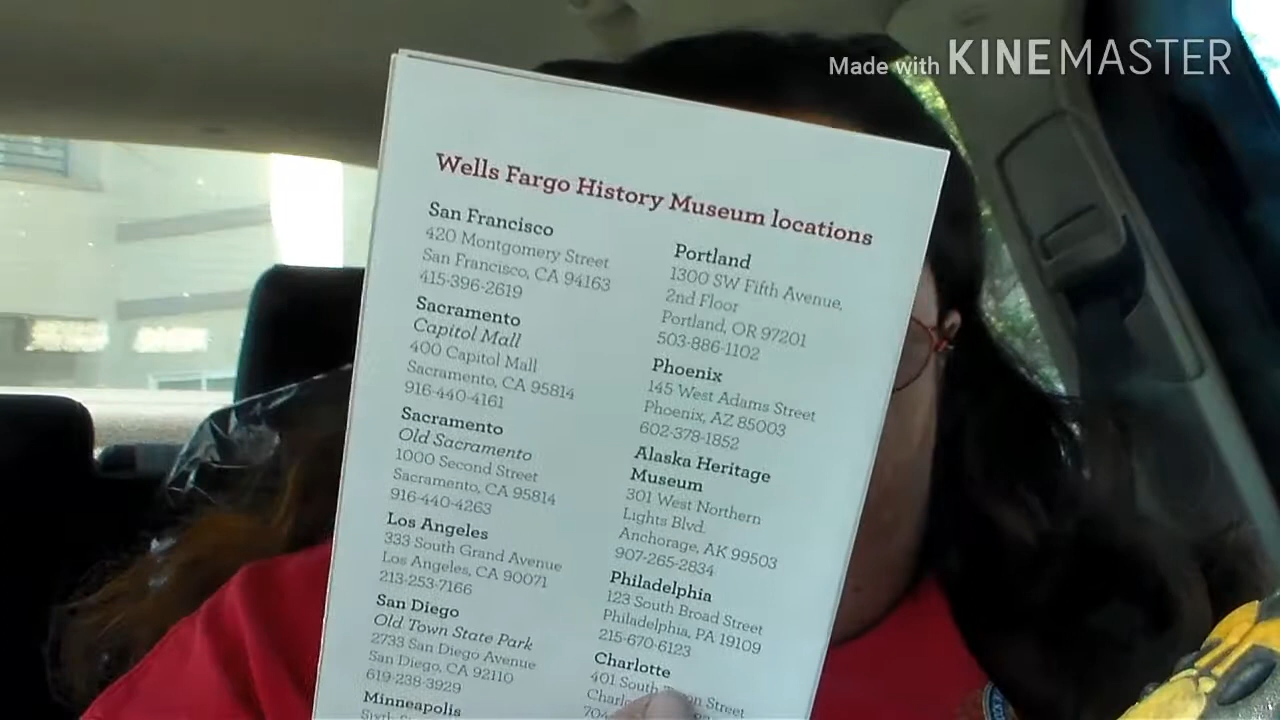 Made with KINEMASTER
Wells Fargo History Museum locations
San Francisco
420 Montgomery Street
San Francisco, CA 94163
415-396-2619
Sacramento
Capitol Mall
400 Capitol Mall
Sacramento, CA 95814
916-440-4161
Sacramento
Old Sacramento
1000 Second Street
Sacramento, CA 95814
916-440-4263
Los Angeles
333 South Grand Avenue
Los Angeles, CA 90071
213-253-7166
San Diego
Old Town State Park
2733 San Diego Avenue
San Diego, CA 92110
619-238-3929
Minneapolis
Portland
1300 SW Fifth Avenue,
2nd Floor
Portland, OR 97201
503-886-1102
Phoenix
145 West Adams Street
Phoenix, AZ 85003
602-378-1852
Alaska Heritage
Museum
301 West Northern
Lights Blvd.
Anchorage, AK 99503
907-265-2834
Philadelphia
123 South Broad Street
Philadelphia, PA 19109
215-670-6123
Charlotte
401 South Street